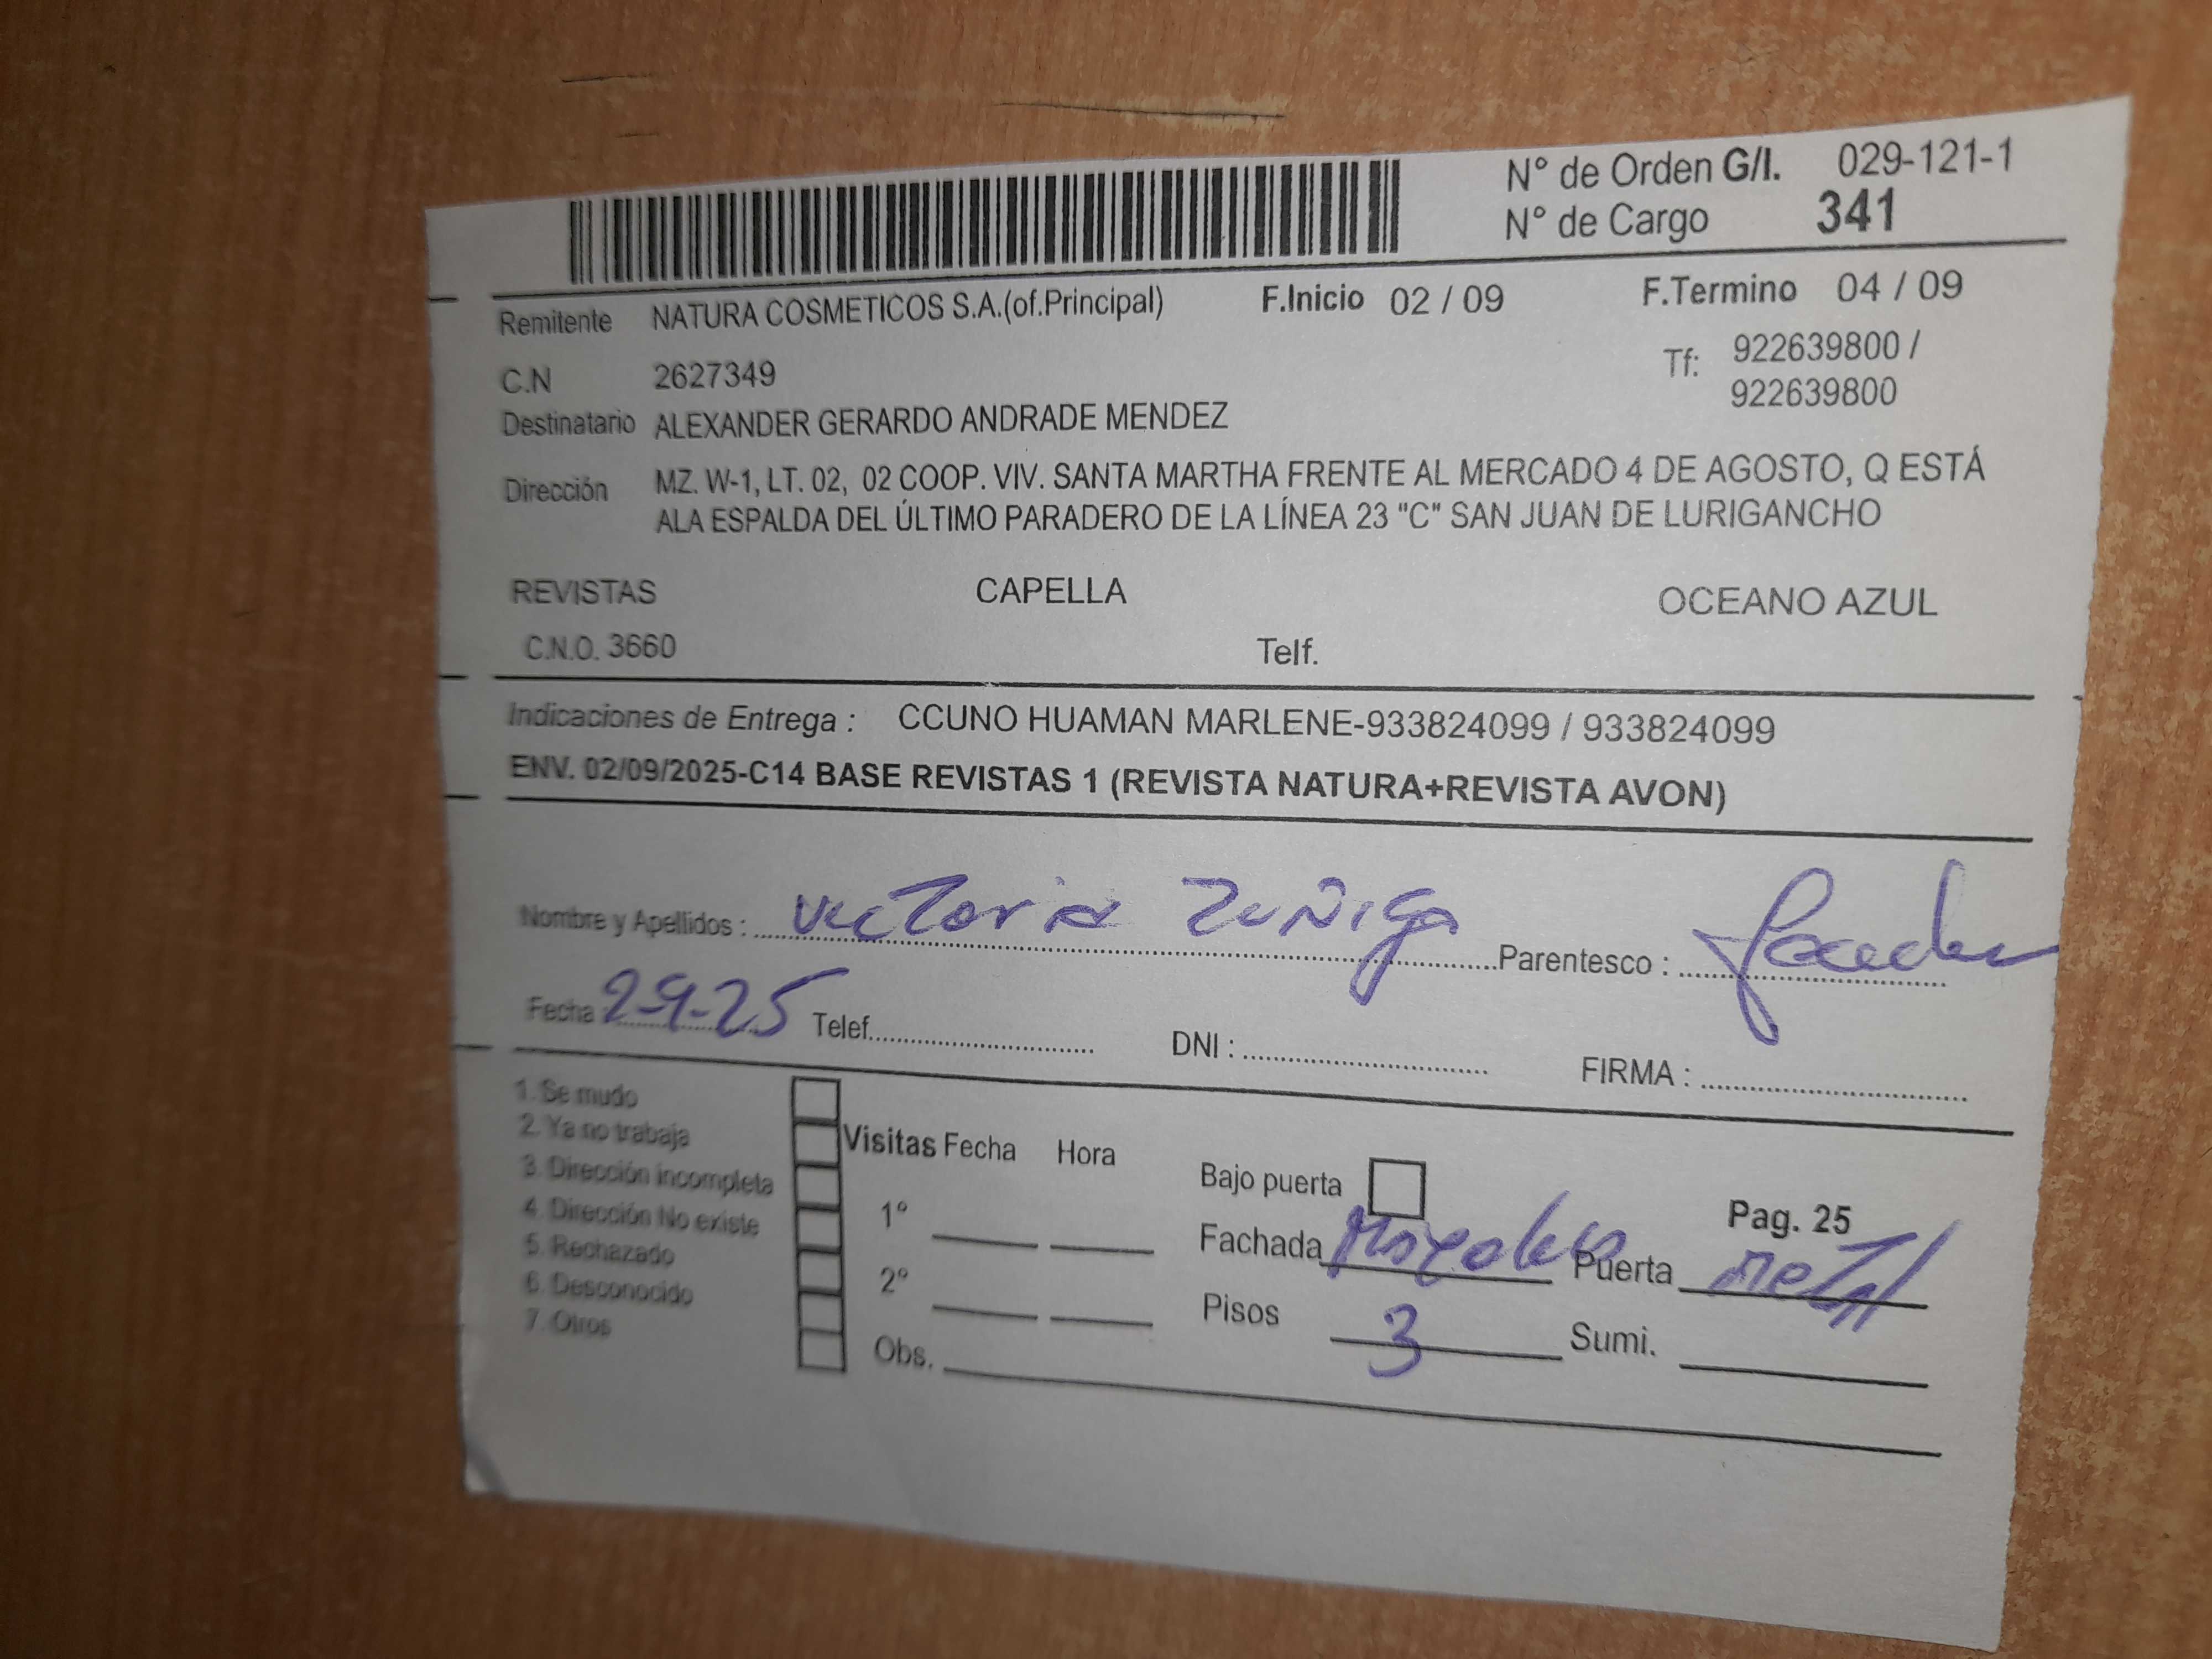 N° de Orden G/I. 029-121-1
N° de Cargo 341
Remitente NATURA COSMETICOS S.A.(of.Principal) F.Inicio 02 / 09 F.Termino 04 / 09
C.N 2627349 Tf: 922639800 /
922639800
Destinatario ALEXANDER GERARDO ANDRADE MENDEZ
Dirección MZ. W-1, LT. 02, 02 COOP. VIV. SANTA MARTHA FRENTE AL MERCADO 4 DE AGOSTO, Q ESTÁ
ALA ESPALDA DEL ÚLTIMO PARADERO DE LA LÍNEA 23 "C" SAN JUAN DE LURIGANCHO
REVISTAS CAPELLA OCEANO AZUL
C.N.O. 3660 Telf.
Indicaciones de Entrega : CCUNO HUAMAN MARLENE-933824099 / 933824099
ENV. 02/09/2025-C14 BASE REVISTAS 1 (REVISTA NATURA+REVISTA AVON)
Nombre y Apellidos : Victoria Zuñiga Parentesco :
Fecha 2-9-25 Telef. DNI : FIRMA :
1. Se mudo
2. Ya no trabaja
3. Dirección incompleta
4. Dirección No existe
5. Rechazado
6. Desconocido
7. Otros
Visitas Fecha Hora
1°
2°
Obs.
Bajo puerta Pag. 25
Fachada Puerta Metal
Pisos 3 Sumi.